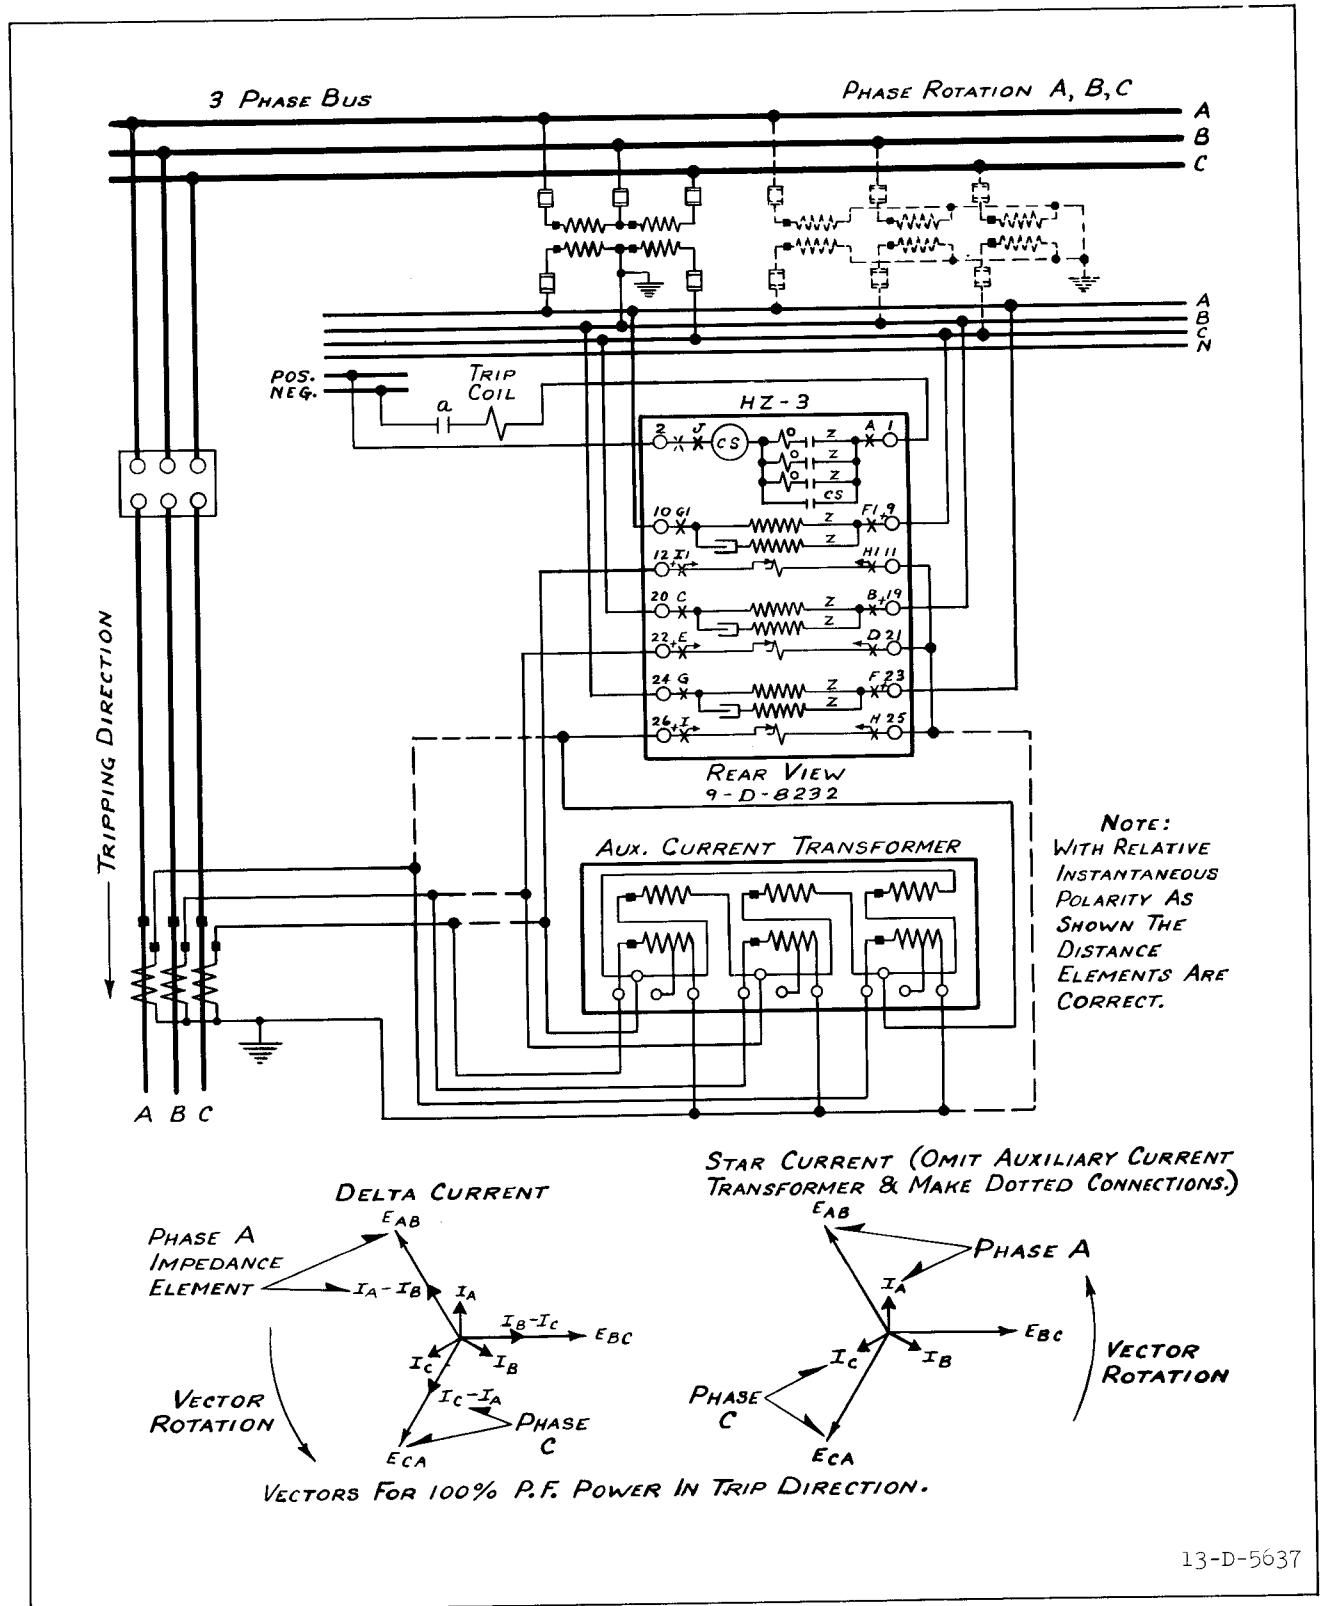 3 PHASE BUS
PHASE ROTATION A, B, C
A
B
C
A
B
C
N
POS.
NEG.
a
TRIP
COIL
HZ-3
2 J CS O Z A 1
O Z
O Z
CS
10 G1 Z F1 + 9
Z
12 + I1 H1 11
20 C Z B + 19
Z
22 + E D 21
24 G Z F + 23
Z
26 + I H 25
REAR VIEW
9-D-8232
TRIPPING DIRECTION
AUX. CURRENT TRANSFORMER
NOTE:
WITH RELATIVE
INSTANTANEOUS
POLARITY AS
SHOWN THE
DISTANCE
ELEMENTS ARE
CORRECT.
A B C
DELTA CURRENT
EAB
PHASE A
IMPEDANCE
ELEMENT
IA-IB
IA
IB-IC
EBC
IC
IB
IC-IA
PHASE
C
ECA
VECTOR
ROTATION
STAR CURRENT (OMIT AUXILIARY CURRENT
TRANSFORMER & MAKE DOTTED CONNECTIONS.)
EAB
PHASE A
IA
EBC
IC
IB
PHASE
C
ECA
VECTOR
ROTATION
VECTORS FOR 100% P.F. POWER IN TRIP DIRECTION.
13-D-5637